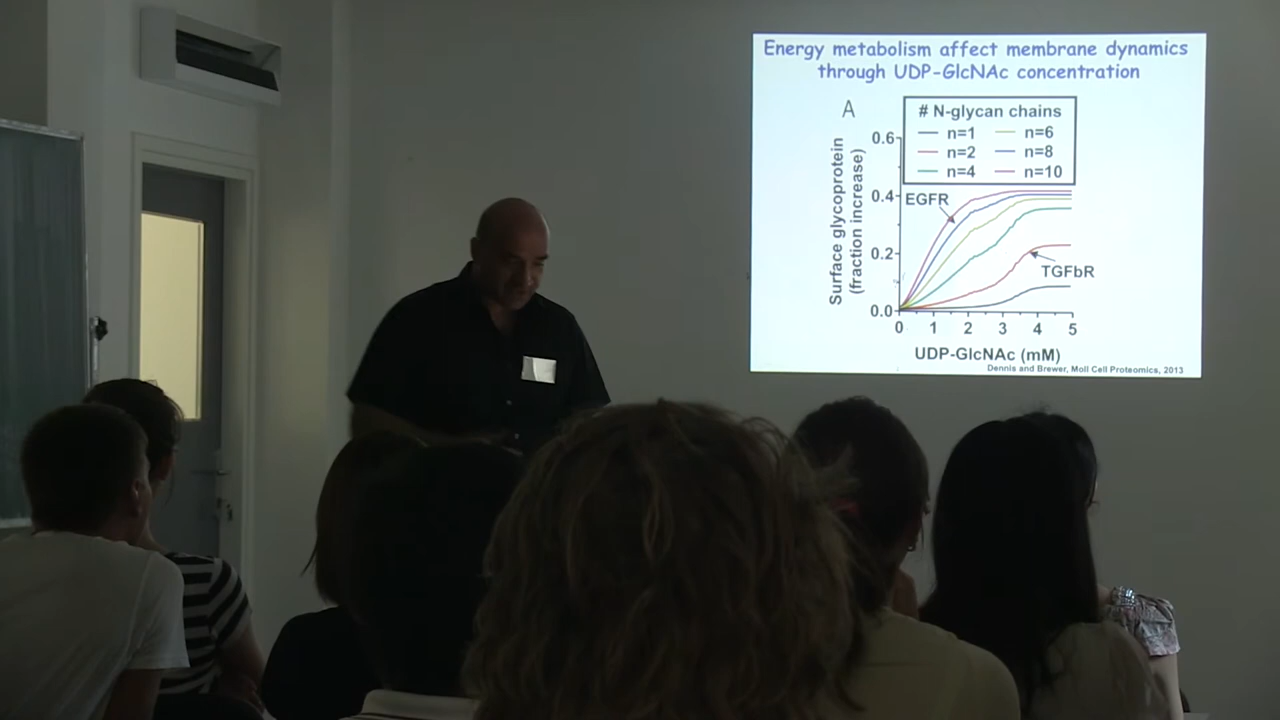 Energy metabolism affect membrane dynamics
through UDP-GlcNAc concentration
A
# N-glycan chains
n=1 n=6
n=2 n=8
n=4 n=10
Surface glycoprotein
(fraction increase)
0.6
0.4
0.2
0.0
EGFR
TGFbR
0 1 2 3 4 5
UDP-GlcNAc (mM)
Dennis and Brewer, Moll Cell Proteomics, 2013